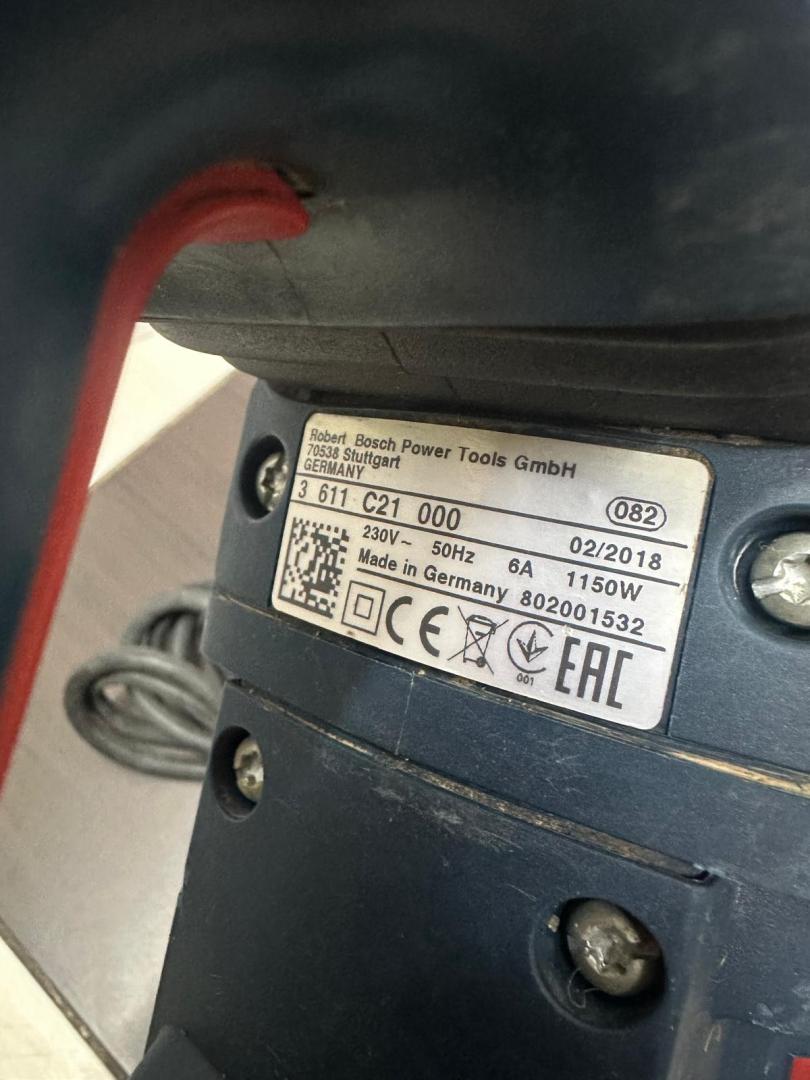 Robert Bosch Power Tools GmbH
70538 Stuttgart
GERMANY
3 611 C21 000 082
230V~ 50Hz 02/2018
6A 1150W
Made in Germany 802001532
CE 001 EAC